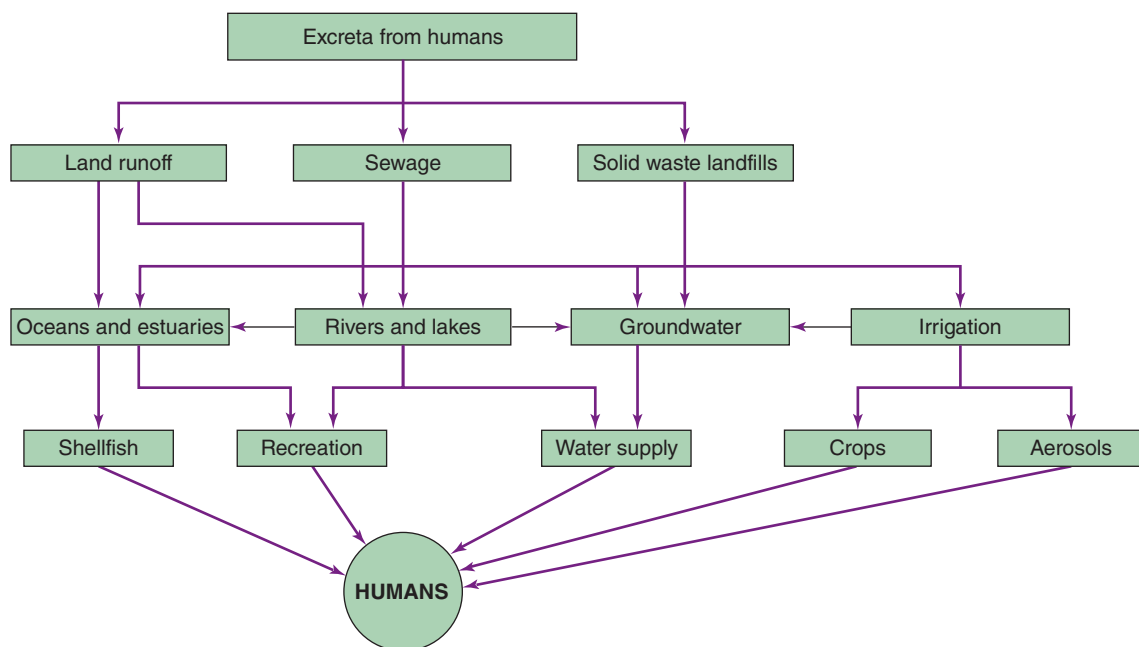 Excreta from humans
Land runoff
Sewage
Solid waste landfills
Oceans and estuaries
Rivers and lakes
Groundwater
Irrigation
Shellfish
Recreation
Water supply
Crops
Aerosols
HUMANS